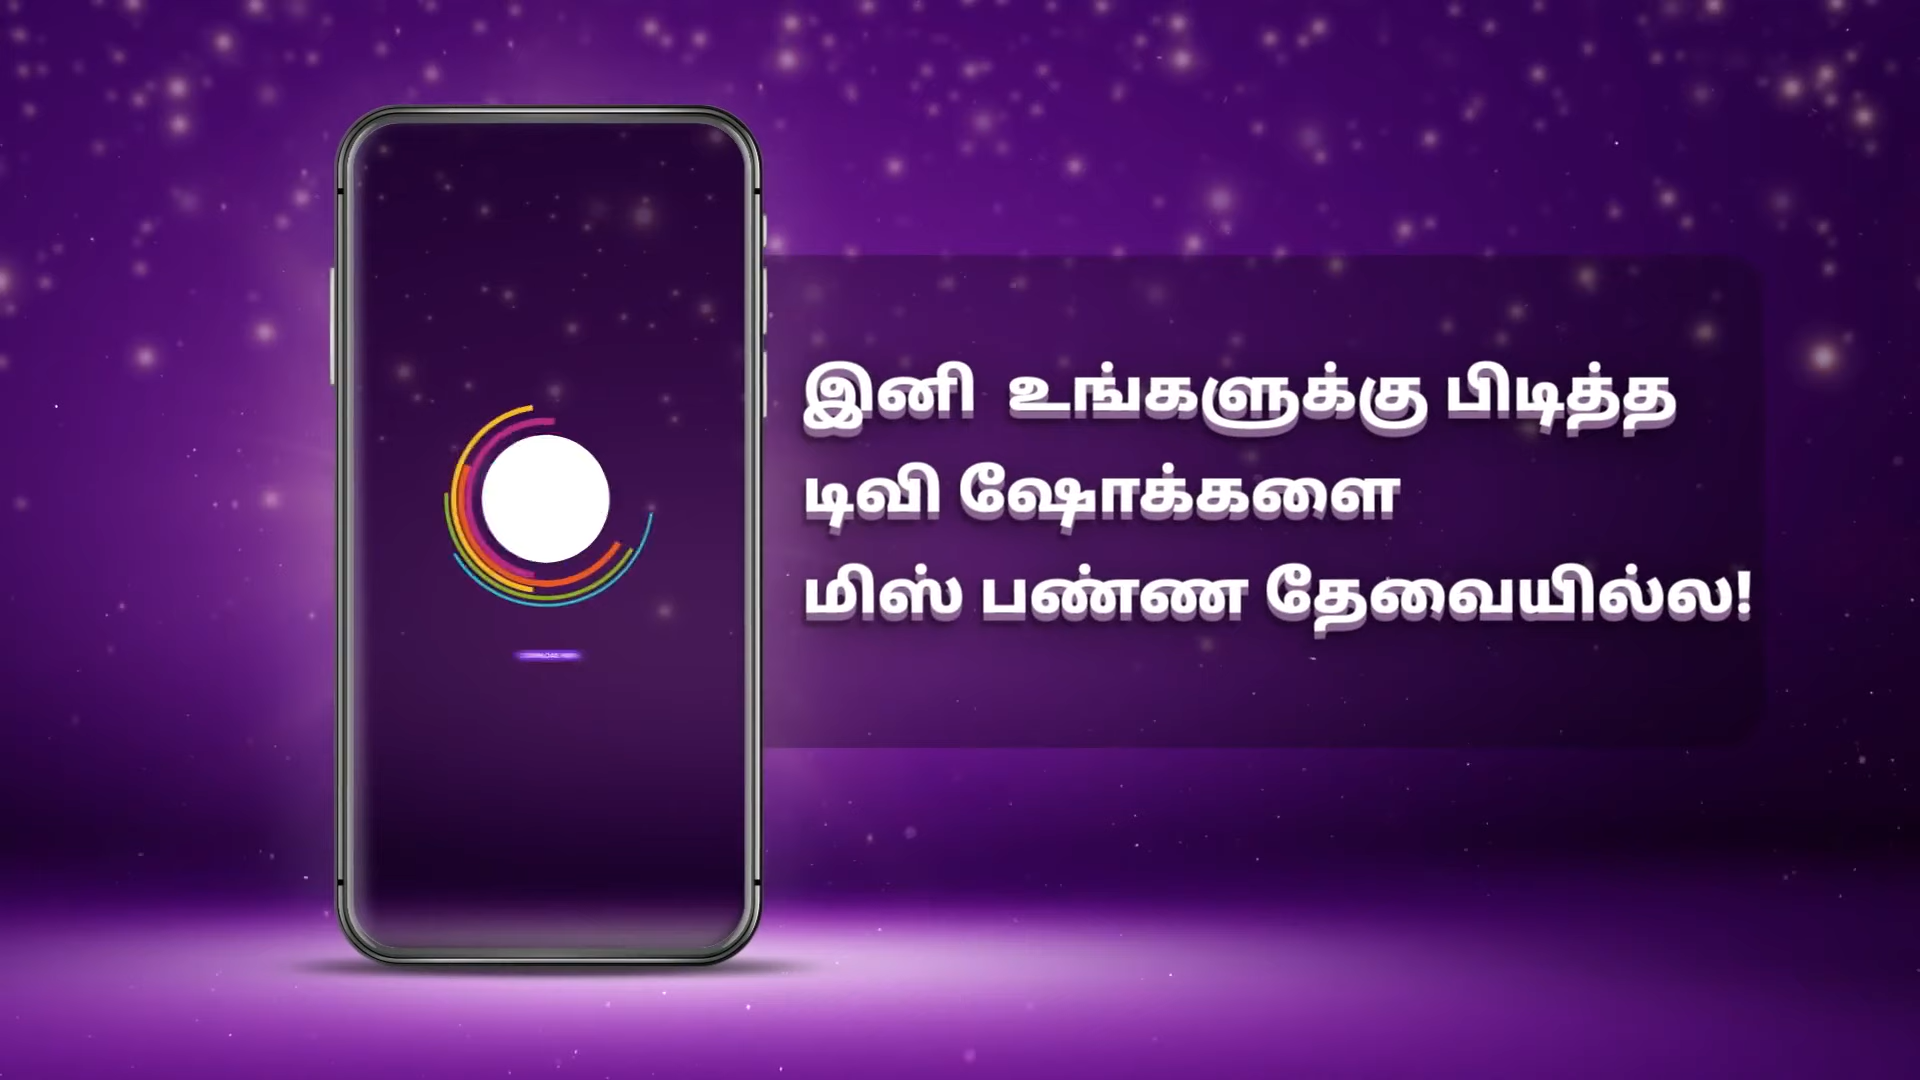 இனி உங்களுக்கு பிடித்த
டிவி ஷோக்களை
மிஸ் பண்ண தேவையில்ல!